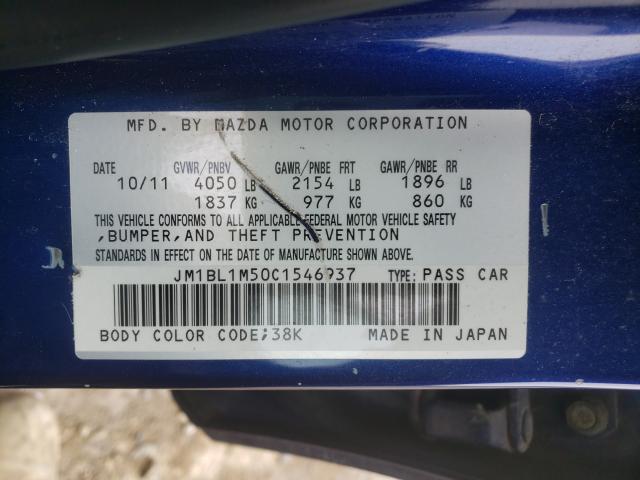 MFD. BY MAZDA MOTOR CORPORATION
DATE GVWR/PNBV GAWR/PNBE FRT GAWR/PNBE RR
10/11 4050 LB 2154 LB 1896 LB
1837 KG 977 KG 860 KG
THIS VEHICLE CONFORMS TO ALL APPLICABLE FEDERAL MOTOR VEHICLE SAFETY
,BUMPER,AND THEFT PREVENTION
STANDARDS IN EFFECT ON THE DATE OF MANUFACTURE SHOWN ABOVE.
JM1BL1M50C1546937 TYPE: PASS CAR
BODY COLOR CODE;38K MADE IN JAPAN